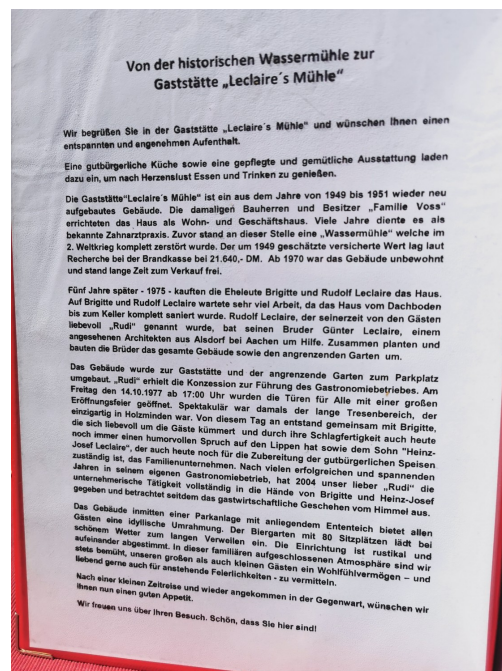 Von der historischen Wassermühle zur
Gaststätte „Leclaire´s Mühle“
Wir begrüßen Sie in der Gaststätte „Leclaire´s Mühle“ und wünschen Ihnen einen
entspannten und angenehmen Aufenthalt.
Eine gutbürgerliche Küche sowie eine gepflegte und gemütliche Ausstattung laden
dazu ein, um nach Herzenslust Essen und Trinken zu genießen.
Die Gaststätte“Leclaire´s Mühle“ ist ein aus dem Jahre von 1949 bis 1951 wieder neu
aufgebautes Gebäude. Die damaligen Bauherren und Besitzer „Familie Voss“
errichteten das Haus als Wohn- und Geschäftshaus. Viele Jahre diente es als
bekannte Zahnarztpraxis. Zuvor stand an dieser Stelle eine „Wassermühle“ welche im
2. Weltkrieg komplett zerstört wurde. Der um 1949 geschätzte versicherte Wert lag laut
Recherche bei der Brandkasse bei 21.640,- DM. Ab 1970 war das Gebäude unbewohnt
und stand lange Zeit zum Verkauf frei.
Fünf Jahre später - 1975 - kauften die Eheleute Brigitte und Rudolf Leclaire das Haus.
Auf Brigitte und Rudolf Leclaire wartete sehr viel Arbeit, da das Haus vom Dachboden
bis zum Keller komplett saniert wurde. Rudolf Leclaire, der seinerzeit von den Gästen
liebevoll „Rudi“ genannt wurde, bat seinen Bruder Günter Leclaire, einem
angesehenen Architekten aus Alsdorf bei Aachen um Hilfe. Zusammen planten und
bauten die Brüder das gesamte Gebäude sowie den angrenzenden Garten um.
Das Gebäude wurde zur Gaststätte und der angrenzende Garten zum Parkplatz
umgebaut. „Rudi“ erhielt die Konzession zur Führung des Gastronomiebetriebes. Am
Freitag den 14.10.1977 ab 17:00 Uhr wurden die Türen für Alle mit einer großen
Eröffnungsfeier geöffnet. Spektakulär war damals der lange Tresenbereich, der
einzigartig in Holzminden war. Von diesem Tag an entstand gemeinsam mit Brigitte,
die sich liebevoll um die Gäste kümmert und durch ihre Schlagfertigkeit auch heute
noch immer einen humorvollen Spruch auf den Lippen hat sowie dem Sohn "Heinz-
Josef Leclaire", der auch heute noch für die Zubereitung der gutbürgerlichen Speisen
zuständig ist, das Familienunternehmen. Nach vielen erfolgreichen und spannenden
Jahren in seinem eigenen Gastronomiebetrieb, hat 2004 unser lieber „Rudi“ die
unternehmerische Tätigkeit vollständig in die Hände von Brigitte und Heinz-Josef
gegeben und betrachtet seitdem das gastwirtschaftliche Geschehen vom Himmel aus.
Das Gebäude inmitten einer Parkanlage mit anliegendem Ententeich bietet allen
Gästen eine idyllische Umrahmung. Der Biergarten mit 80 Sitzplätzen lädt bei
schönem Wetter zum langen Verweilen ein. Die Einrichtung ist rustikal und
aufeinander abgestimmt. In dieser familiären aufgeschlossenen Atmosphäre sind wir
stets bemüht, unseren großen als auch kleinen Gästen ein Wohlfühlvermögen – und
liebend gerne auch für anstehende Feierlichkeiten - zu vermitteln.
Nach einer kleinen Zeitreise und wieder angekommen in der Gegenwart, wünschen wir
Ihnen nun einen guten Appetit.
Wir freuen uns über Ihren Besuch. Schön, dass Sie hier sind!